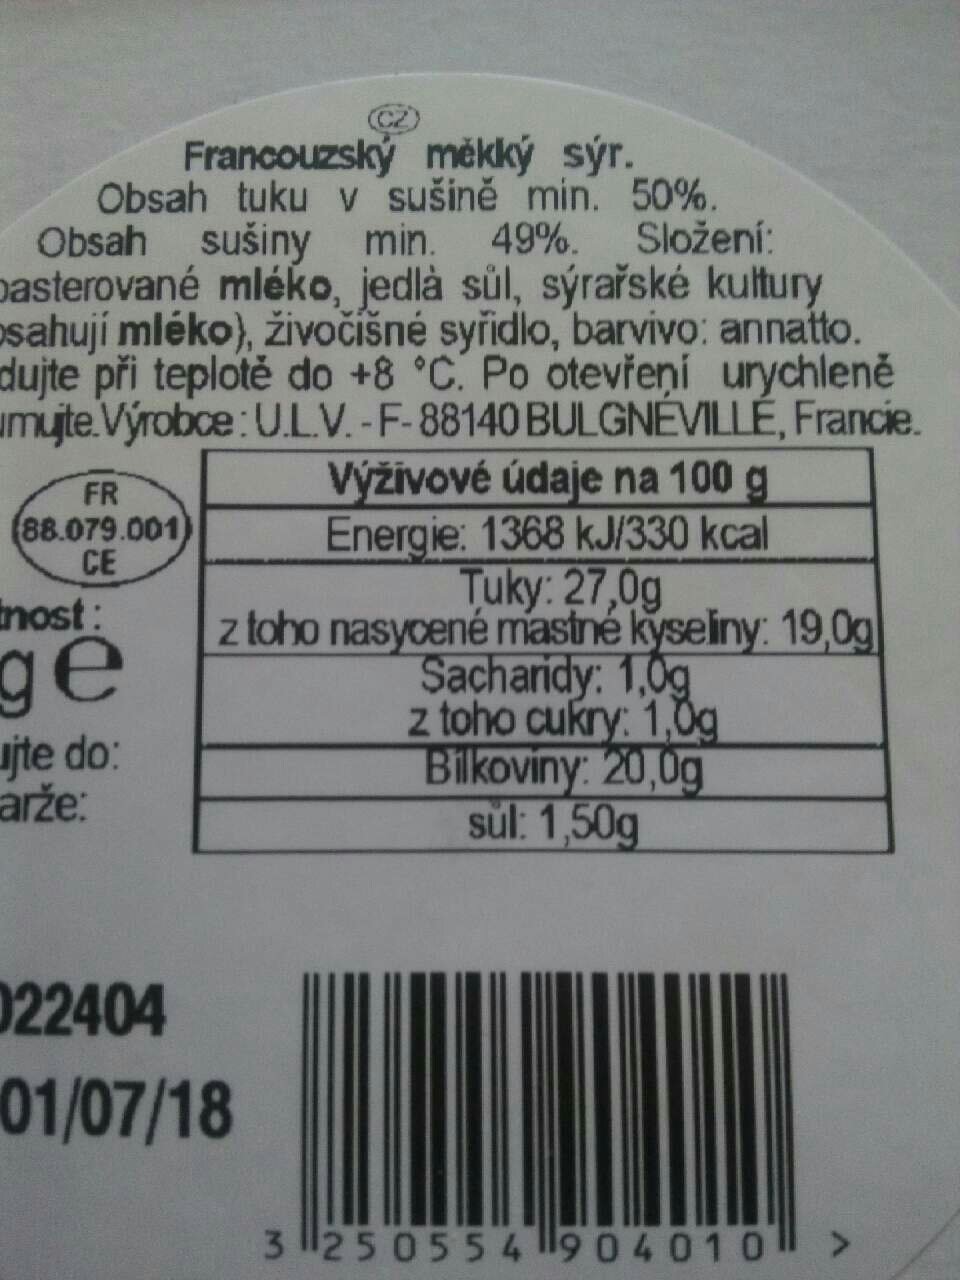 CZ
Francouzský měkký sýr.
Obsah tuku v sušině min. 50%.
Obsah sušiny min. 49%. Složení:
pasterované mléko, jedlá sůl, sýrařské kultury
osahují mléko), živočišné syřidlo, barvivo: annatto.
dujte při teplotě do +8 °C. Po otevření urychleně
umujte. Výrobce: U.L.V. - F- 88140 BULGNÉVILLE, Francie.
Výživové údaje na 100 g
FR
88.079.001
CE
Energie: 1368 kJ/330 kcal
Tuky: 27,0g
z toho nasycené mastné kyseliny: 19,0g
tnost:
g e
Sacharidy: 1,0g
z toho cukry: 1,0g
ujte do:
Bílkoviny: 20,0g
arže:
sůl: 1,50g
022404
01/07/18
3 250554 904010 >